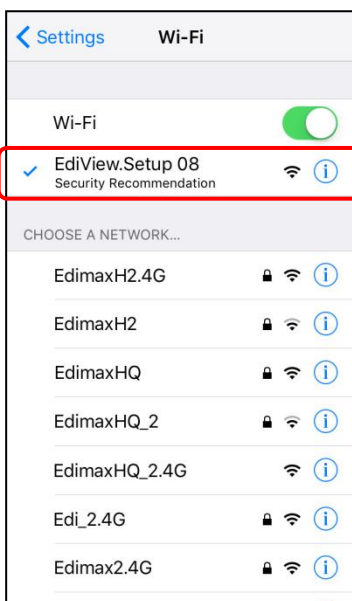 Settings Wi-Fi
Wi-Fi
EdiView.Setup 08
Security Recommendation
CHOOSE A NETWORK...
EdimaxH2.4G
EdimaxH2
EdimaxHQ
EdimaxHQ_2
EdimaxHQ_2.4G
Edi_2.4G
Edimax2.4G